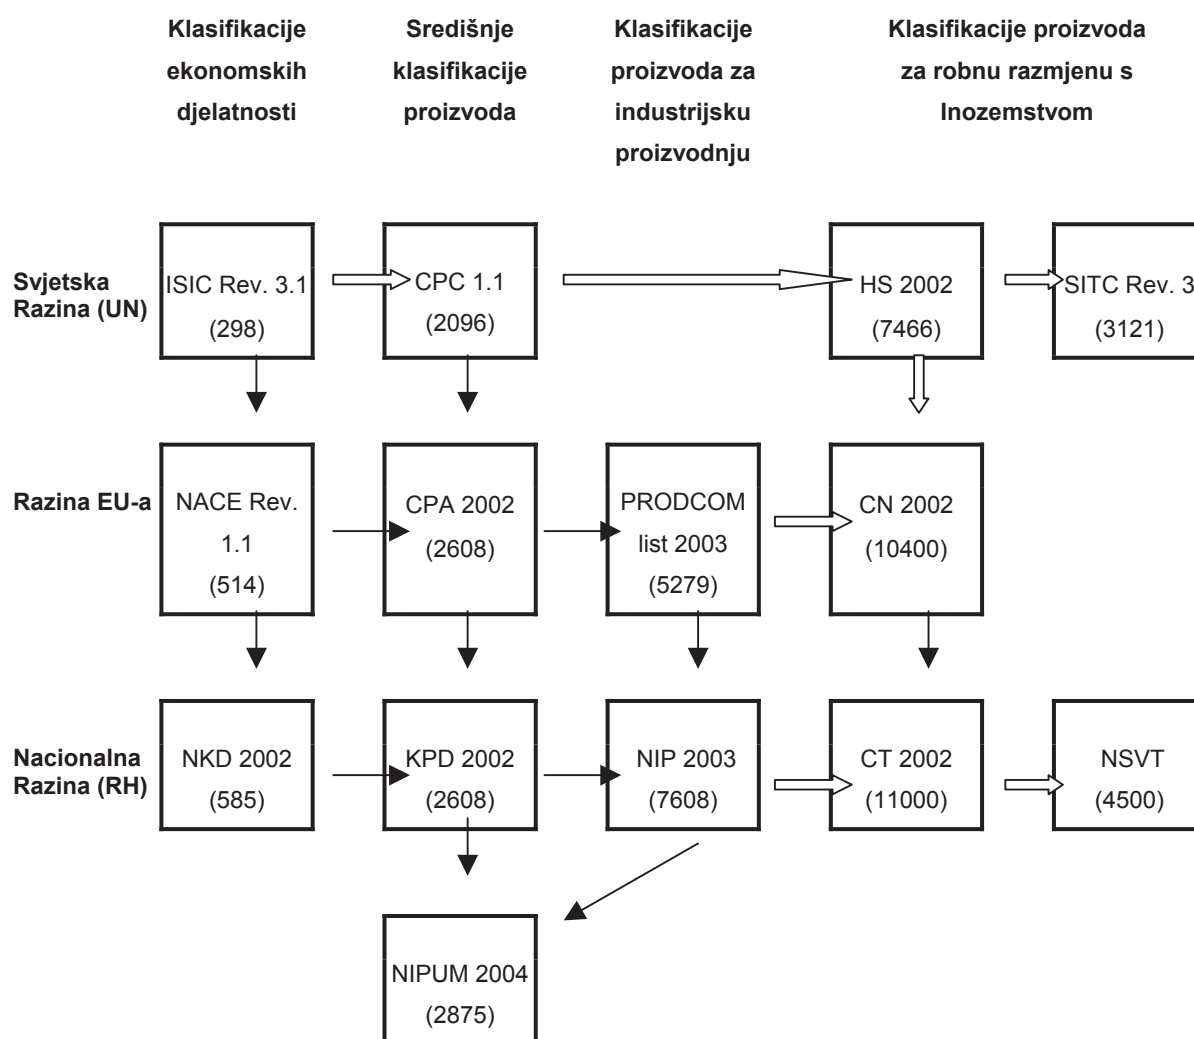 Klasifikacije
ekonomskih
djelatnosti
Središnje
klasifikacije
proizvoda
Klasifikacije
proizvoda za
industrijsku
proizvodnju
Klasifikacije proizvoda
za robnu razmjenu s
Inozemstvom
Svjetska
Razina (UN)
ISIC Rev. 3.1
(298)
CPC 1.1
(2096)
HS 2002
(7466)
SITC Rev. 3
(3121)
Razina EU-a
NACE Rev.
1.1
(514)
CPA 2002
(2608)
PRODCOM
list 2003
(5279)
CN 2002
(10400)
Nacionalna
Razina (RH)
NKD 2002
(585)
KPD 2002
(2608)
NIP 2003
(7608)
CT 2002
(11000)
NSVT
(4500)
NIPUM 2004
(2875)